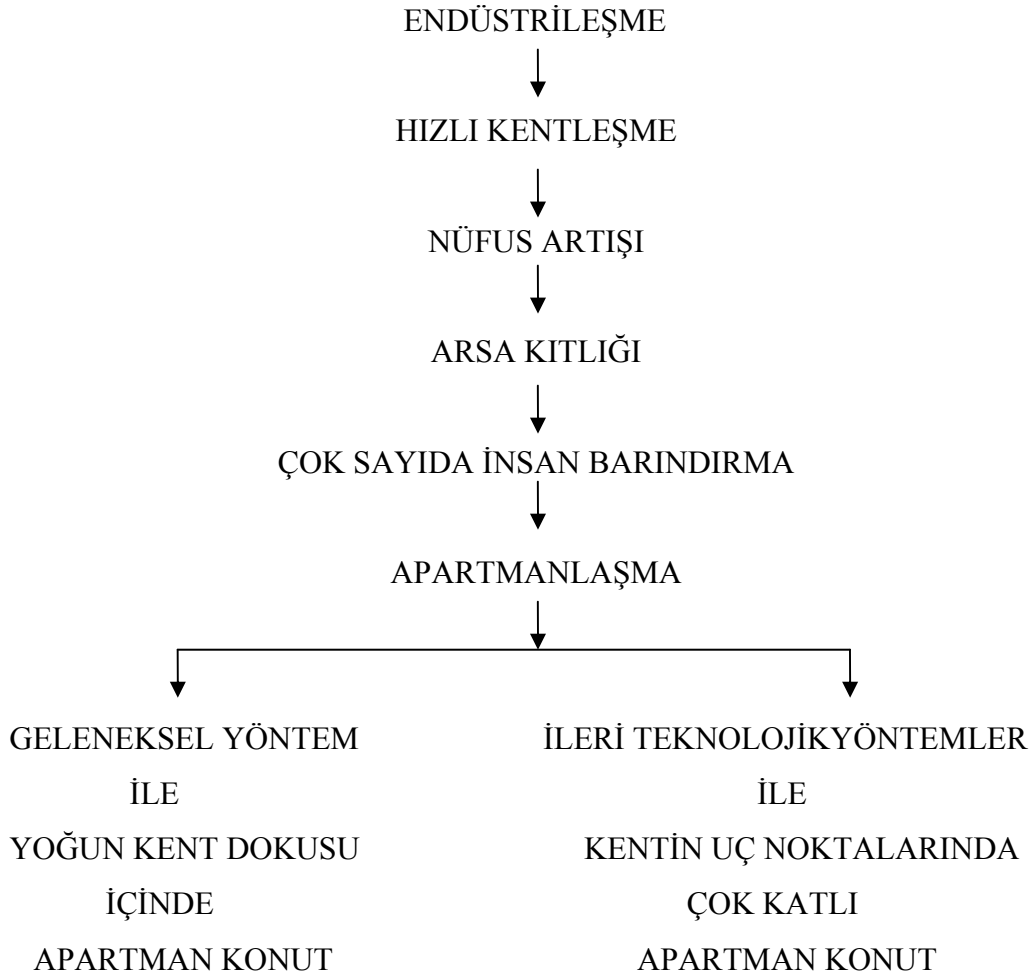 ENDÜSTRİLEŞME
HIZLI KENTLEŞME
NÜFUS ARTIŞI
ARSA KITLIĞI
ÇOK SAYIDA İNSAN BARINDIRMA
APARTMANLAŞMA
GELENEKSEL YÖNTEM
İLE
YOĞUN KENT DOKUSU
İÇİNDE
APARTMAN KONUT
İLERİ TEKNOLOJİKYÖNTEMLER
İLE
KENTİN UÇ NOKTALARINDA
ÇOK KATLI
APARTMAN KONUT